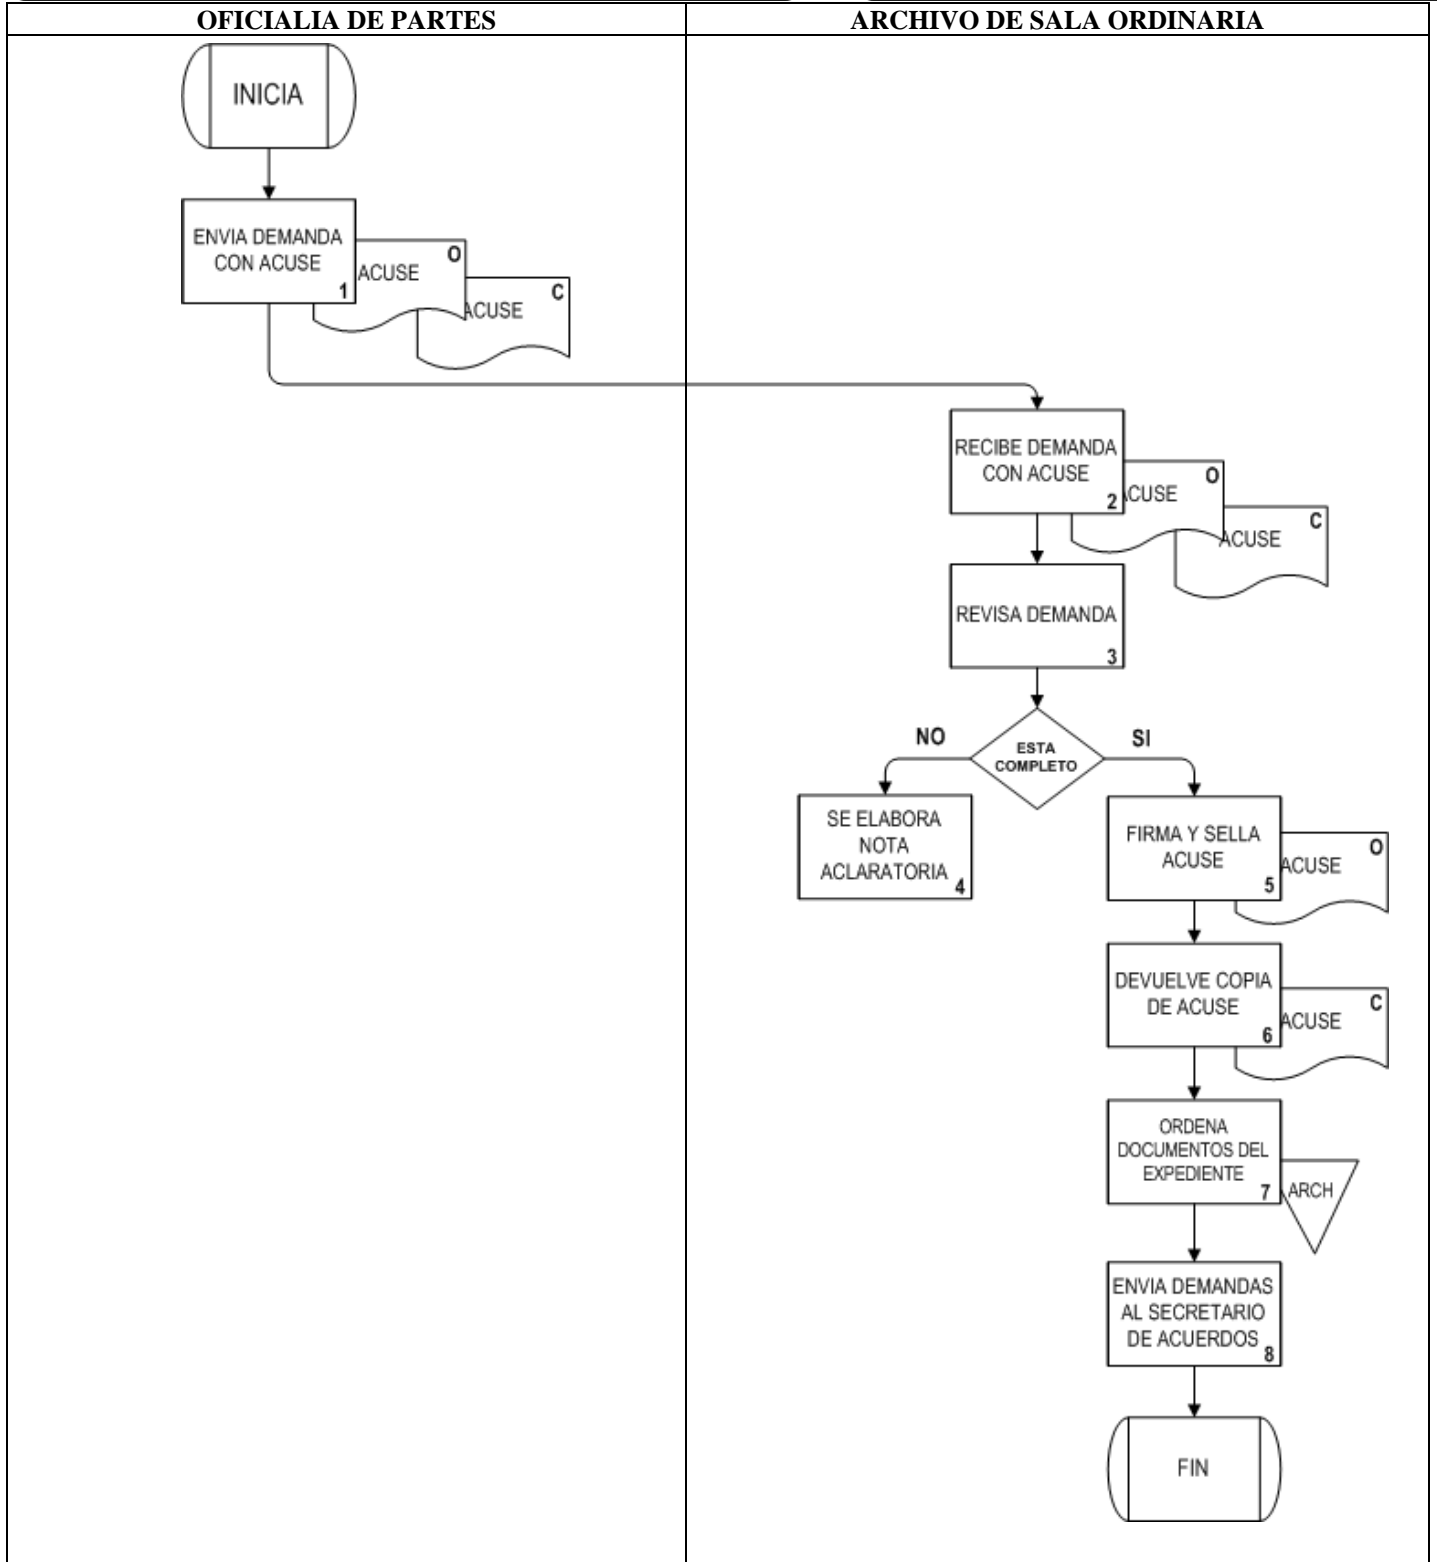 OFICIALIA DE PARTES
ARCHIVO DE SALA ORDINARIA
INICIA
ENVIA DEMANDA
CON ACUSE
1
ACUSE
O
ACUSE
C
RECIBE DEMANDA
CON ACUSE
2
ACUSE
O
ACUSE
C
REVISA DEMANDA
3
ESTA
COMPLETO
NO
SI
SE ELABORA
NOTA
ACLARATORIA
4
FIRMA Y SELLA
ACUSE
5
ACUSE
O
DEVUELVE COPIA
DE ACUSE
6
ACUSE
C
ORDENA
DOCUMENTOS DEL
EXPEDIENTE
7
ARCH
ENVIA DEMANDAS
AL SECRETARIO
DE ACUERDOS
8
FIN